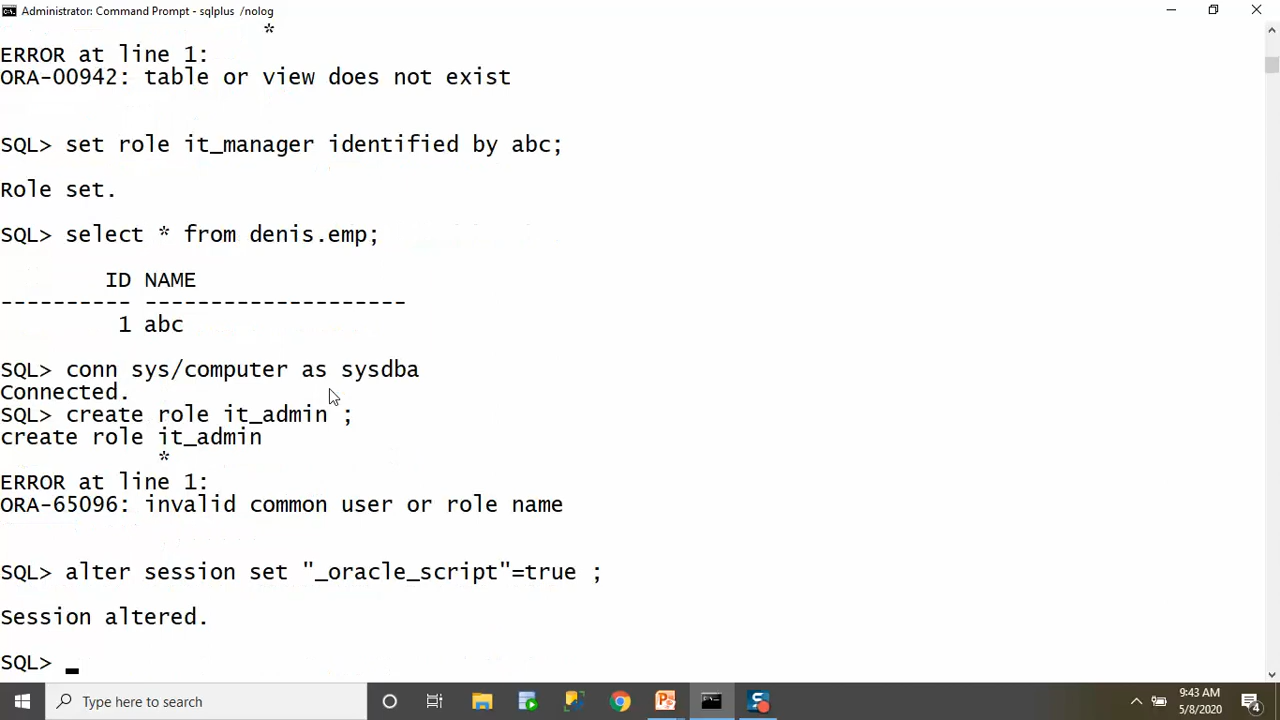 Administrator: Command Prompt - sqlplus /nolog
*
ERROR at line 1:
ORA-00942: table or view does not exist
SQL> set role it_manager identified by abc;
Role set.
SQL> select * from denis.emp;
ID NAME
---------- --------------------
1 abc
SQL> conn sys/computer as sysdba
Connected.
SQL> create role it_admin ;
create role it_admin
*
ERROR at line 1:
ORA-65096: invalid common user or role name
SQL> alter session set "_oracle_script"=true ;
Session altered.
SQL>
Type here to search
9:43 AM
5/8/2020
4